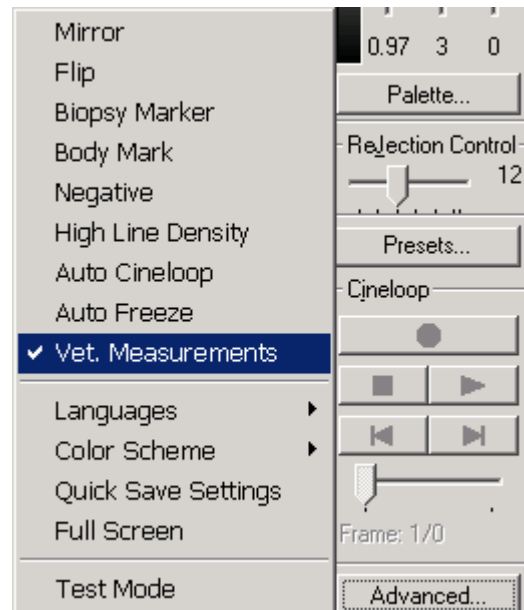 Mirror
Flip
Biopsy Marker
Body Mark
Negative
High Line Density
Auto Cineloop
Auto Freeze
Vet. Measurements
Languages
Color Scheme
Quick Save Settings
Full Screen
Test Mode
0.97 3 0
Palette...
ReJection Control
12
Presets...
Cineloop
Frame: 1/0
Advanced...